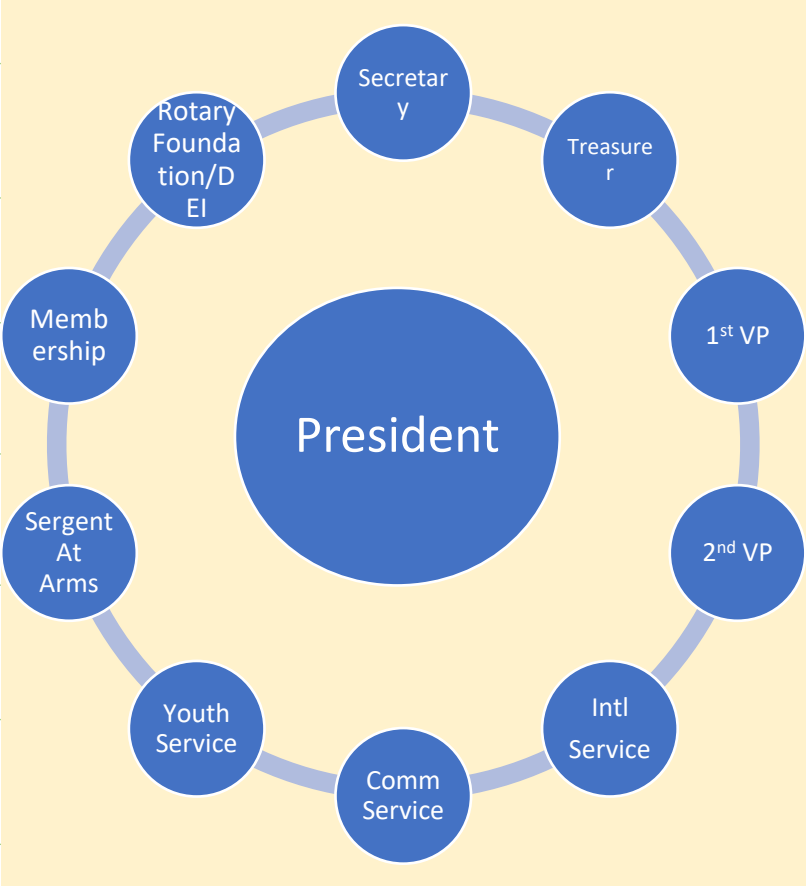 Secretar
y
Treasure
r
1st VP
2nd VP
Intl
Service
Comm
Service
Youth
Service
Sergent
At
Arms
Memb
ership
Rotary
Founda
tion/D
EI
President